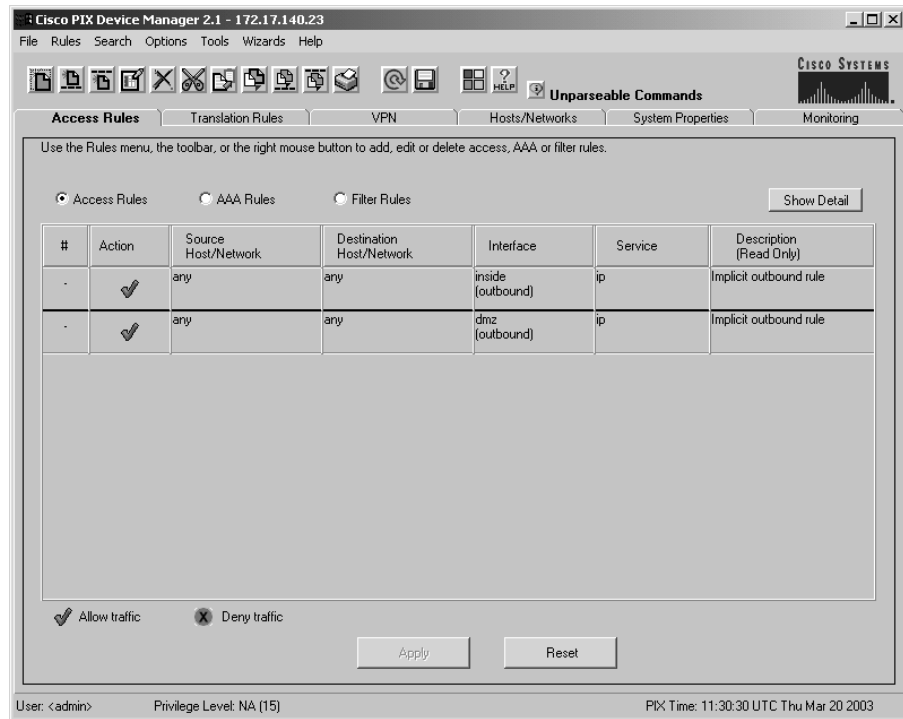 Cisco PIX Device Manager 2.1 - 172.17.140.23
File Rules Search Options Tools Wizards Help
CISCO SYSTEMS
HELP
Unparseable Commands
Access Rules Translation Rules VPN Hosts/Networks System Properties Monitoring
Use the Rules menu, the toolbar, or the right mouse button to add, edit or delete access, AAA or filter rules.
Access Rules AAA Rules Filter Rules Show Detail
# Action Source Host/Network Destination Host/Network Interface Service Description (Read Only)
- any any inside (outbound) ip Implicit outbound rule
- any any dmz (outbound) ip Implicit outbound rule
Allow traffic X Deny traffic
Apply Reset
User: <admin> Privilege Level: NA (15) PIX Time: 11:30:30 UTC Thu Mar 20 2003